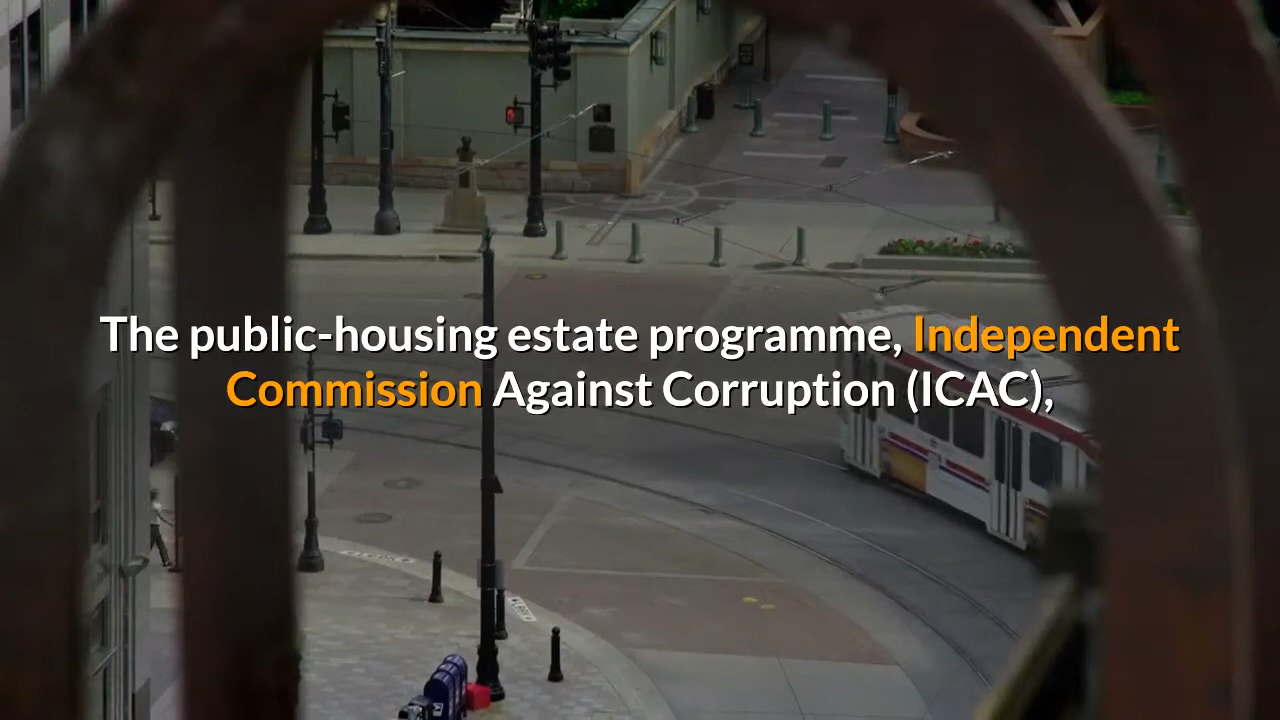 The public-housing estate programme, Independent
Commission Against Corruption (ICAC),